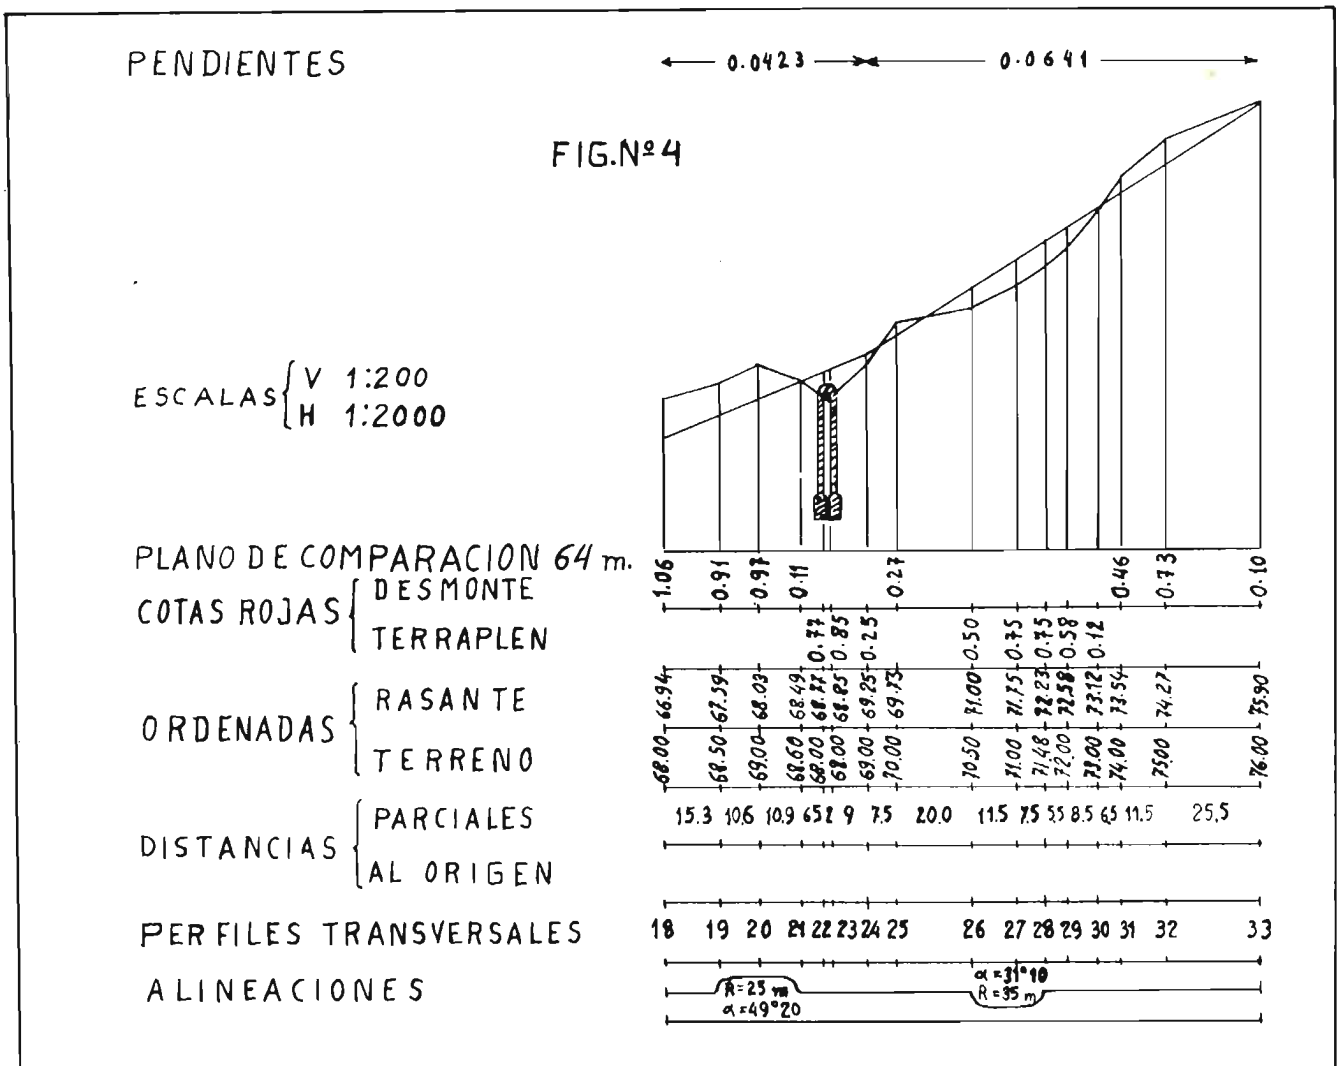 PENDIENTES 0.0423 0.0641
FIG.Nº4
ESCALAS V 1:200
H 1:2000
PLANO DE COMPARACION 64 m.
COTAS ROJAS
DESMONTE 1.06 0.91 0.97 0.11 0.27 0.46 0.73 0.10
TERRAPLEN 0.77 0.85 0.25 0.50 0.75 0.75 0.58 0.12
ORDENADAS
RASANTE 66.94 67.59 68.03 68.49 68.77 68.85 69.25 69.73 71.00 71.75 72.23 72.58 73.12 73.54 74.27 75.90
TERRENO 68.00 68.50 69.00 68.60 68.00 68.00 69.00 70.00 70.50 71.00 71.48 72.00 73.00 74.00 75.00 76.00
DISTANCIAS
PARCIALES 15.3 10.6 10.9 65 2 9 7.5 20.0 11.5 7.5 5.5 8.5 6.5 11.5 25,5
AL ORIGEN
PERFILES TRANSVERSALES 18 19 20 21 22 23 24 25 26 27 28 29 30 31 32 33
ALINEACIONES
R=25 m
α=49°20
α=31°10
R=35 m